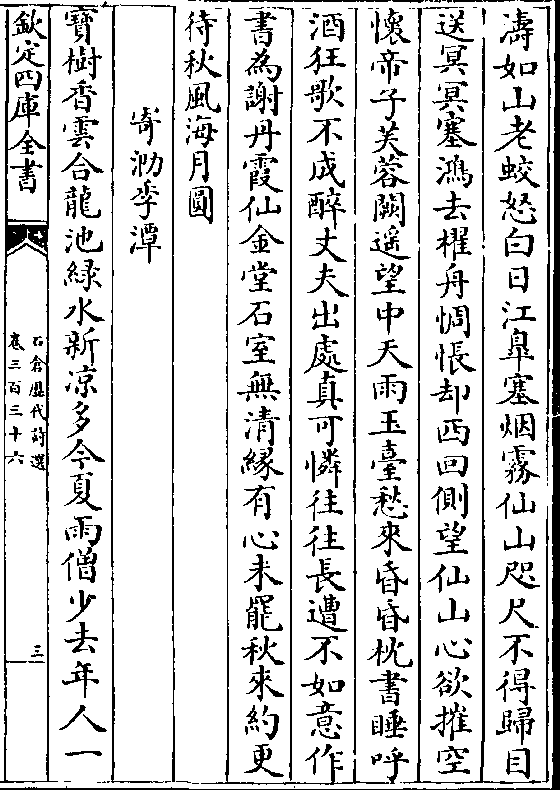 濤如山老蛟怒白日江臯塞烟霧仙山咫尺不得歸目
送冥冥塞鴻去櫂舟惆悵却西回側望仙山心欲摧空
懷帝子芙蓉闕遥望中天雨玉臺愁來昏昏枕書睡呼
酒狂歌不成醉丈夫出處真可憐往往長遭不如意作
書為謝丹霞仙金堂石室無清緣有心未罷秋來約更
待秋風海月圓
寄泐季潭
寶樹香雲合龍池緑水新凉多今夏雨僧少去年人一
欽定四庫全書
石倉歴代詩選
卷三百三十六
三